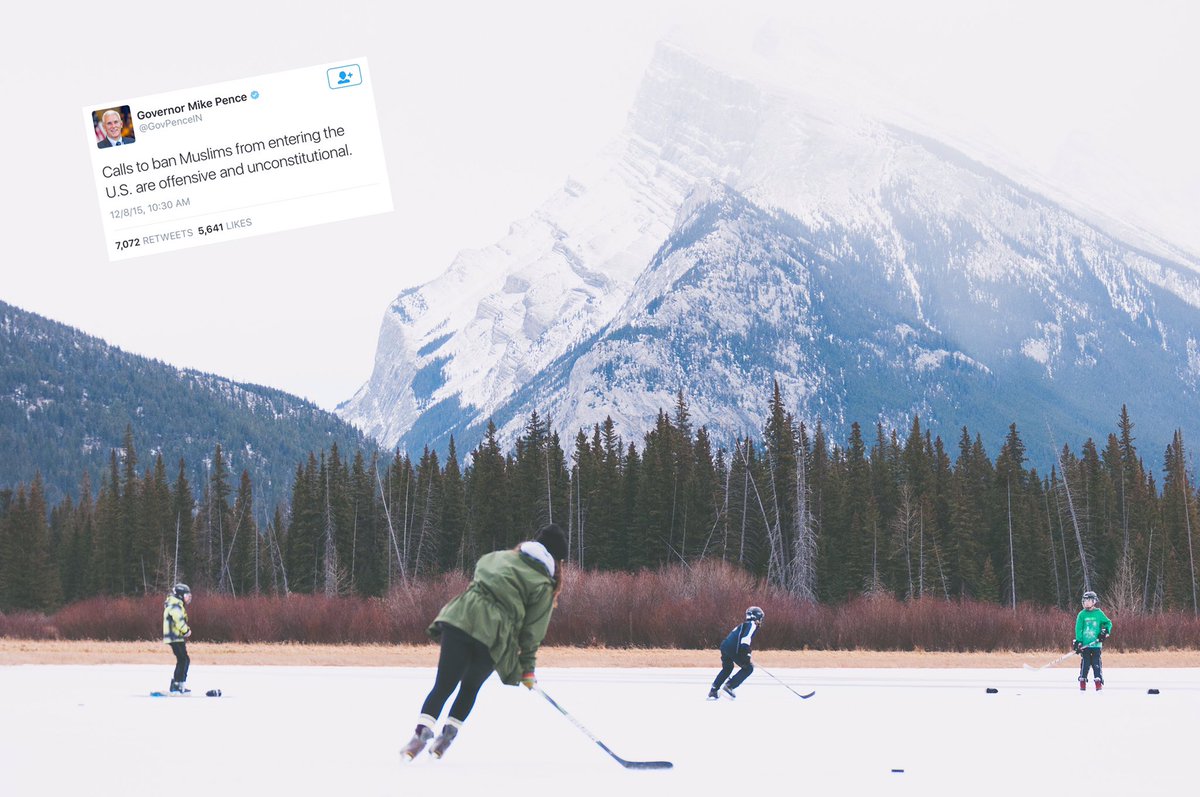 Governor Mike Pence
@GovPenceIN
Calls to ban Muslims from entering the
U.S. are offensive and unconstitutional.
12/8/15, 10:30 AM
7,072 RETWEETS 5,641 LIKES